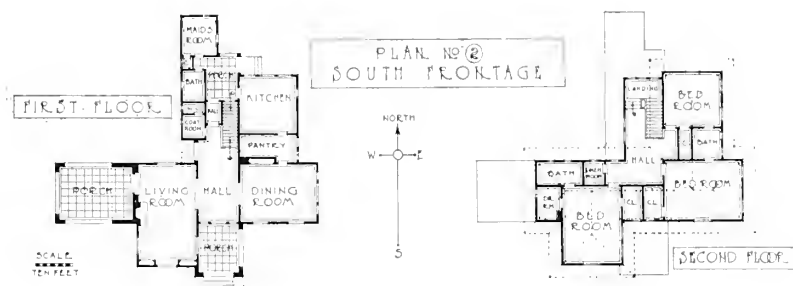 PLAN Nº 2
SOUTH FRONTAGE
FIRST FLOOR
MAIDS
ROOM
BATH
PORCH
KITCHEN
HALL
COAT
ROOM
PANTRY
PORCH
LIVING
ROOM
HALL
DINING
ROOM
PORCH
SCALE
TEN FEET
NORTH
W
E
S
LANDING
BED
ROOM
BATH
HALL
BATH
BED ROOM
CL.
CL.
BED
ROOM
SECOND FLOOR